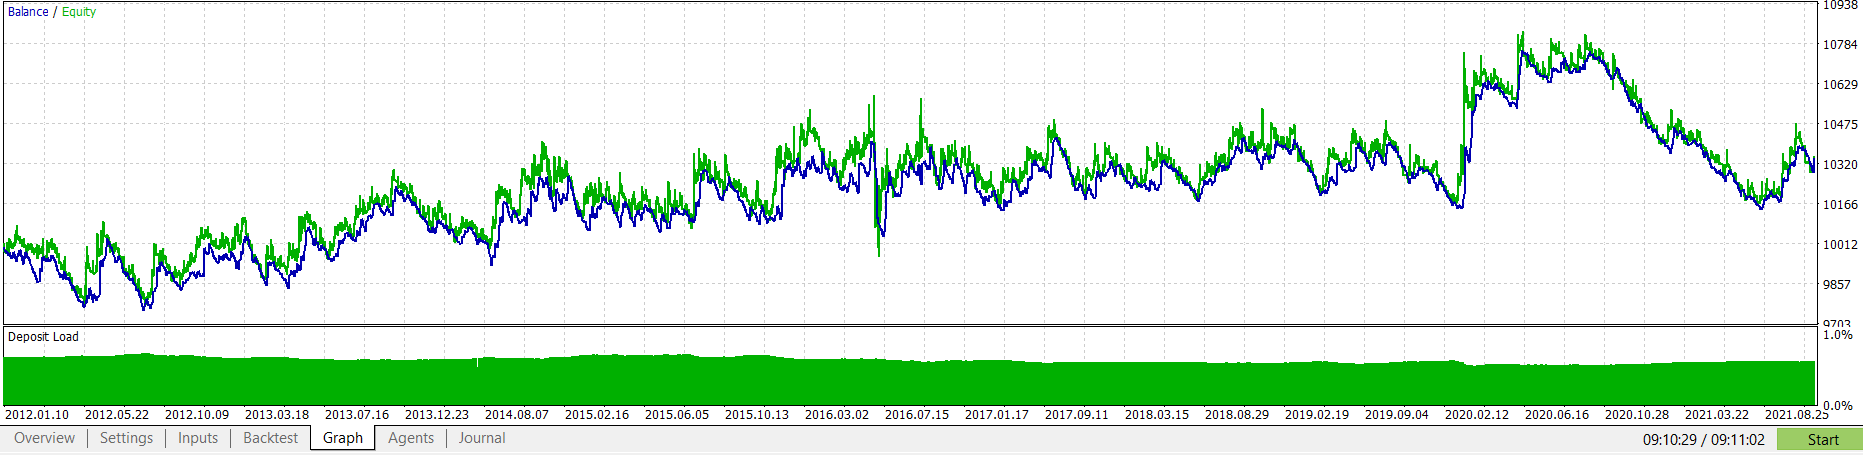 Balance / Equity
10938
10784
10629
10475
10320
10166
10012
9857
9703
Deposit Load
1.0%
0.0%
2012.01.10 2012.05.22 2012.10.09 2013.03.18 2013.07.16 2013.12.23 2014.08.07 2015.02.16 2015.06.05 2015.10.13 2016.03.02 2016.07.15 2017.01.17 2017.09.11 2018.03.15 2018.08.29 2019.02.19 2019.09.04 2020.02.12 2020.06.16 2020.10.28 2021.03.22 2021.08.25
Overview Settings Inputs Backtest Graph Agents Journal 09:10:29 / 09:11:02 Start